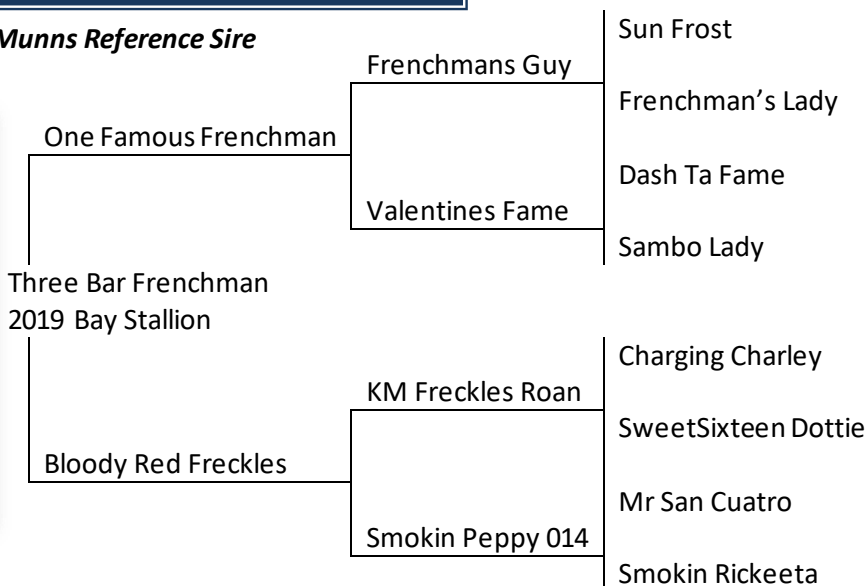 Munns Reference Sire
Sun Frost
Frenchmans Guy
Frenchman’s Lady
One Famous Frenchman
Dash Ta Fame
Valentines Fame
Sambo Lady
Three Bar Frenchman
2019 Bay Stallion
Charging Charley
KM Freckles Roan
SweetSixteen Dottie
Bloody Red Freckles
Mr San Cuatro
Smokin Peppy 014
Smokin Rickeeta